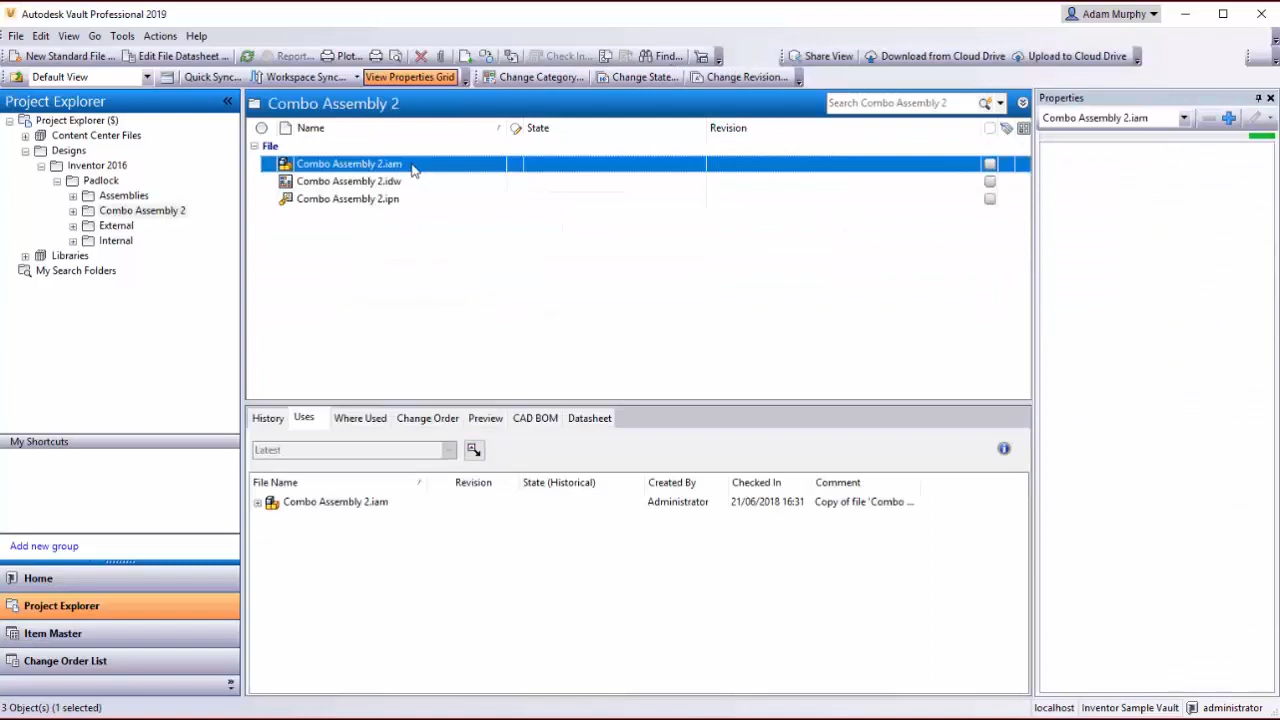 Autodesk Vault Professional 2019
Adam Murphy
File Edit View Go Tools Actions Help
New Standard File... Edit File Datasheet ... Report... Plot... Check In... Find... Share View Download from Cloud Drive Upload to Cloud Drive
Default View Quick Sync... Workspace Sync... View Properties Grid Change Category... Change State... Change Revision...
Project Explorer «
Combo Assembly 2
Search Combo Assembly 2
Properties
Project Explorer ($)
Content Center Files
Designs
Inventor 2016
Padlock
Assemblies
Combo Assembly 2
External
Internal
Libraries
My Search Folders
Name State Revision
File
Combo Assembly 2.iam
Combo Assembly 2.idw
Combo Assembly 2.ipn
Combo Assembly 2.iam
My Shortcuts
Add new group
Home
Project Explorer
Item Master
Change Order List
History Uses Where Used Change Order Preview CAD BOM Datasheet
Latest
File Name Revision State (Historical) Created By Checked In Comment
Combo Assembly 2.iam Administrator 21/06/2018 16:31 Copy of file 'Combo ...
3 Object(s) (1 selected)
localhost Inventor Sample Vault administrator